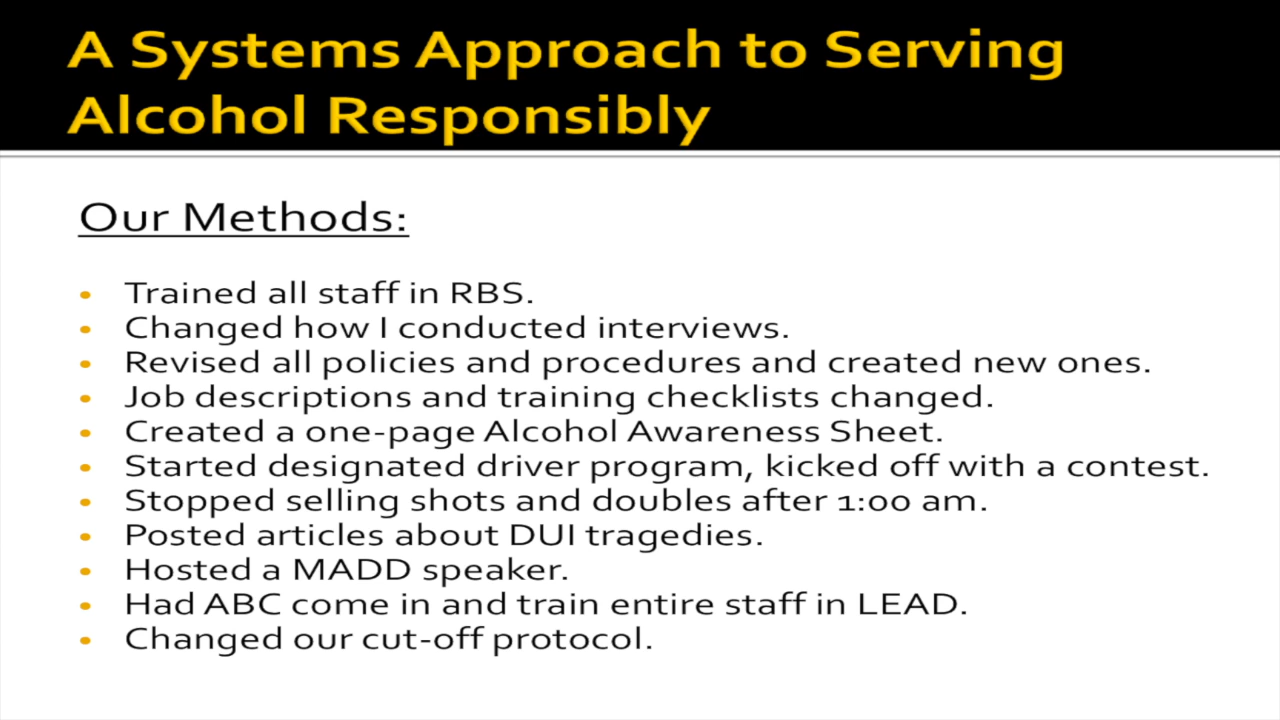 A Systems Approach to Serving
Alcohol Responsibly
Our Methods:
• Trained all staff in RBS.
• Changed how I conducted interviews.
• Revised all policies and procedures and created new ones.
• Job descriptions and training checklists changed.
• Created a one-page Alcohol Awareness Sheet.
• Started designated driver program, kicked off with a contest.
• Stopped selling shots and doubles after 1:00 am.
• Posted articles about DUI tragedies.
• Hosted a MADD speaker.
• Had ABC come in and train entire staff in LEAD.
• Changed our cut-off protocol.